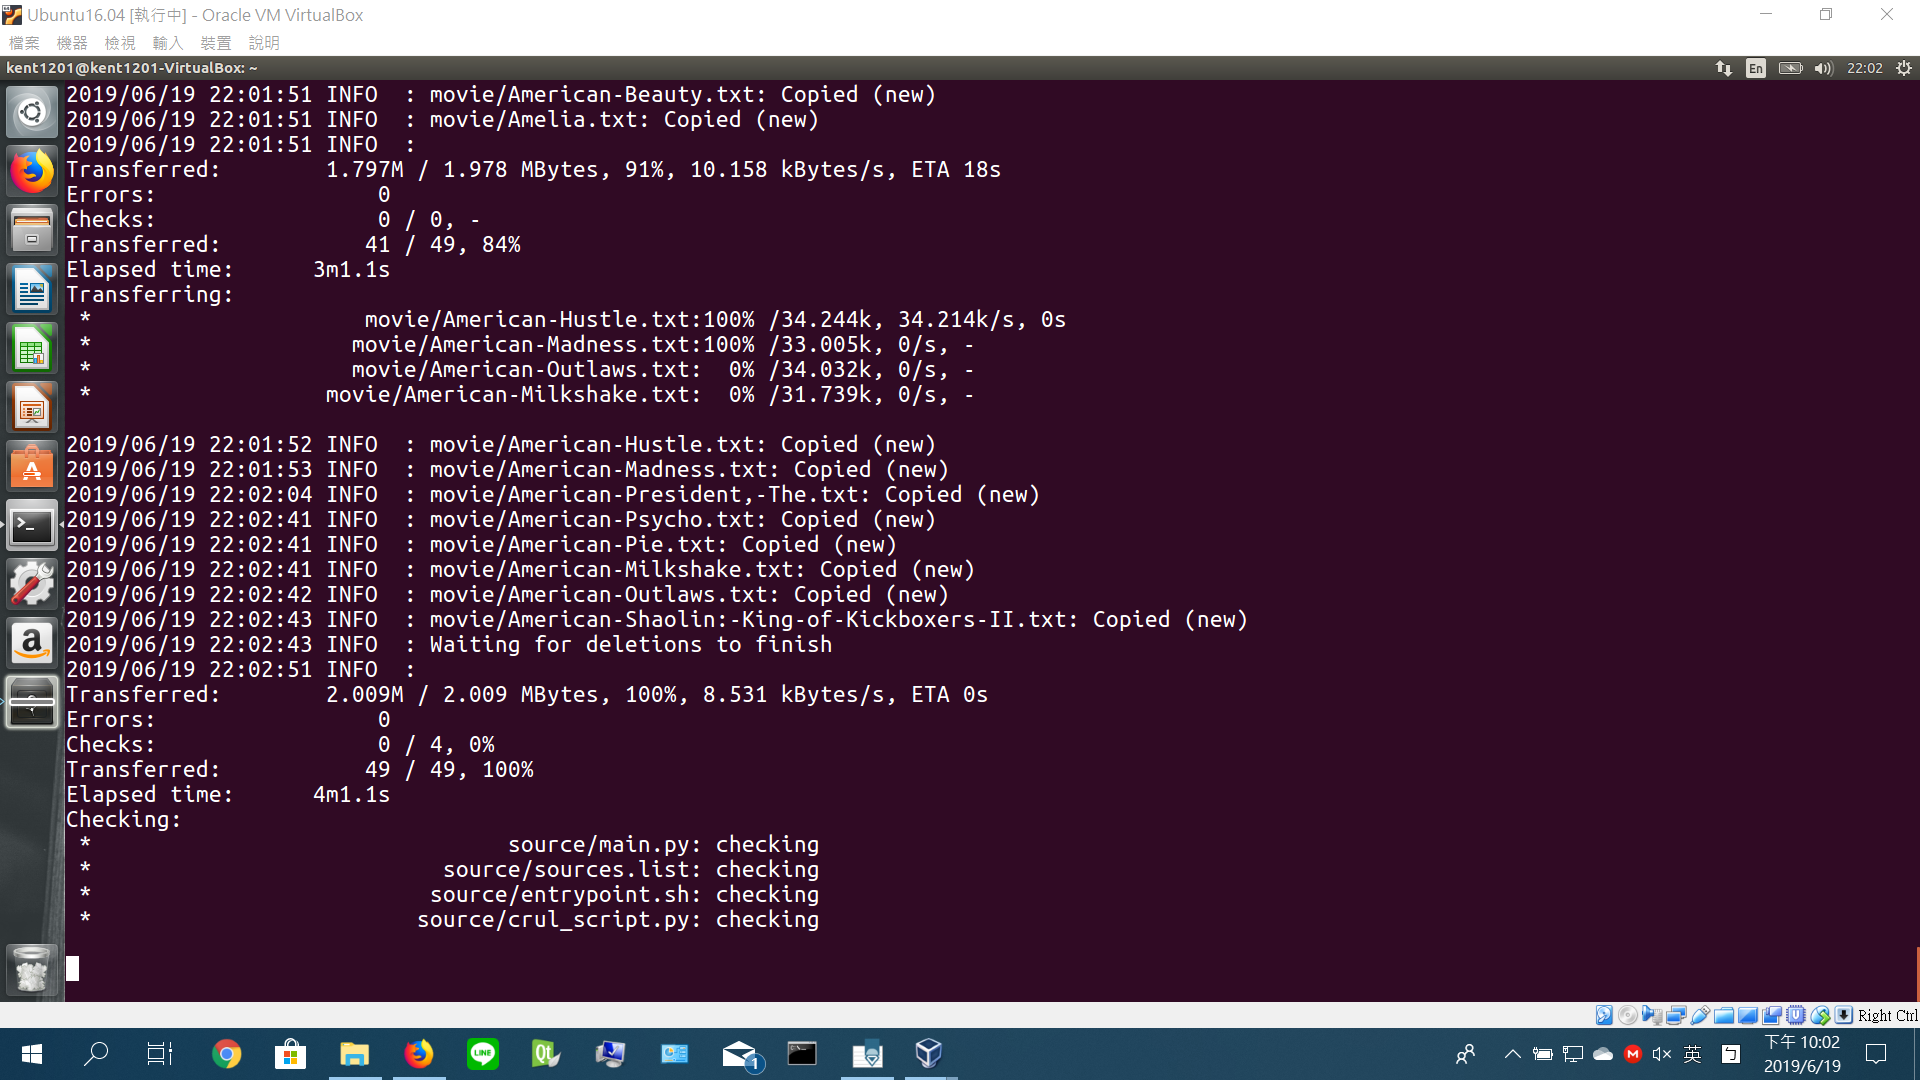 Ubuntu16.04 [執行中] - Oracle VM VirtualBox
檔案 機器 檢視 輸入 裝置 說明
kent1201@kent1201-VirtualBox: ~ En 22:02
2019/06/19 22:01:51 INFO  : movie/American-Beauty.txt: Copied (new)
2019/06/19 22:01:51 INFO  : movie/Amelia.txt: Copied (new)
2019/06/19 22:01:51 INFO  :
Transferred:        1.797M / 1.978 MBytes, 91%, 10.158 kBytes/s, ETA 18s
Errors:                 0
Checks:                 0 / 0, -
Transferred:           41 / 49, 84%
Elapsed time:      3m1.1s
Transferring:
 *                     movie/American-Hustle.txt:100% /34.244k, 34.214k/s, 0s
 *                    movie/American-Madness.txt:100% /33.005k, 0/s, -
 *                    movie/American-Outlaws.txt:  0% /34.032k, 0/s, -
 *                  movie/American-Milkshake.txt:  0% /31.739k, 0/s, -
2019/06/19 22:01:52 INFO  : movie/American-Hustle.txt: Copied (new)
2019/06/19 22:01:53 INFO  : movie/American-Madness.txt: Copied (new)
2019/06/19 22:02:04 INFO  : movie/American-President,-The.txt: Copied (new)
2019/06/19 22:02:41 INFO  : movie/American-Psycho.txt: Copied (new)
2019/06/19 22:02:41 INFO  : movie/American-Pie.txt: Copied (new)
2019/06/19 22:02:41 INFO  : movie/American-Milkshake.txt: Copied (new)
2019/06/19 22:02:42 INFO  : movie/American-Outlaws.txt: Copied (new)
2019/06/19 22:02:43 INFO  : movie/American-Shaolin:-King-of-Kickboxers-II.txt: Copied (new)
2019/06/19 22:02:43 INFO  : Waiting for deletions to finish
2019/06/19 22:02:51 INFO  :
Transferred:        2.009M / 2.009 MBytes, 100%, 8.531 kBytes/s, ETA 0s
Errors:                 0
Checks:                 0 / 4, 0%
Transferred:           49 / 49, 100%
Elapsed time:      4m1.1s
Checking:
 *                                source/main.py: checking
 *                           source/sources.list: checking
 *                          source/entrypoint.sh: checking
 *                         source/crul_script.py: checking
Right Ctrl
LINE
Qt
1
英
ㄅ
下午 10:02
2019/6/19